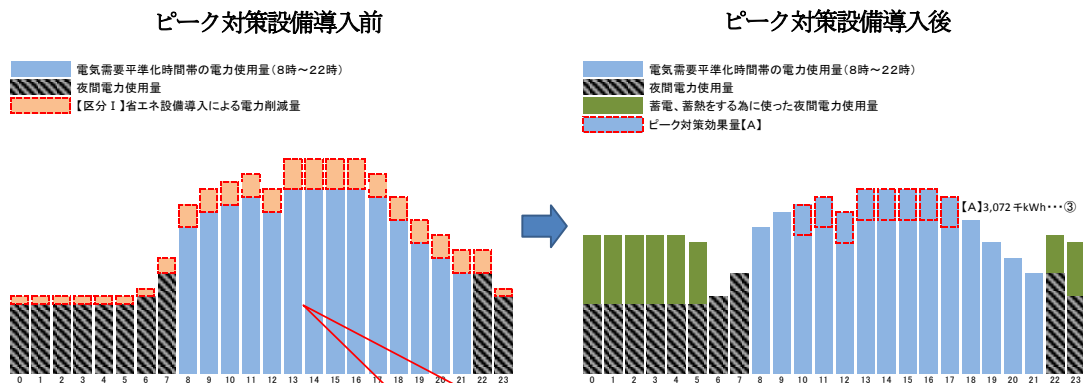 ピーク対策設備導入前
電気需要平準化時間帯の電力使用量(8時～22時)
夜間電力使用量
【区分Ⅰ】省エネ設備導入による電力削減量
0 1 2 3 4 5 6 7 8 9 10 11 12 13 14 15 16 17 18 19 20 21 22 23
ピーク対策設備導入後
電気需要平準化時間帯の電力使用量(8時～22時)
夜間電力使用量
蓄電、蓄熱をする為に使った夜間電力使用量
ピーク対策効果量【A】
【A】3,072 千kWh・・・③
0 1 2 3 4 5 6 7 8 9 10 11 12 13 14 15 16 17 18 19 20 21 22 23